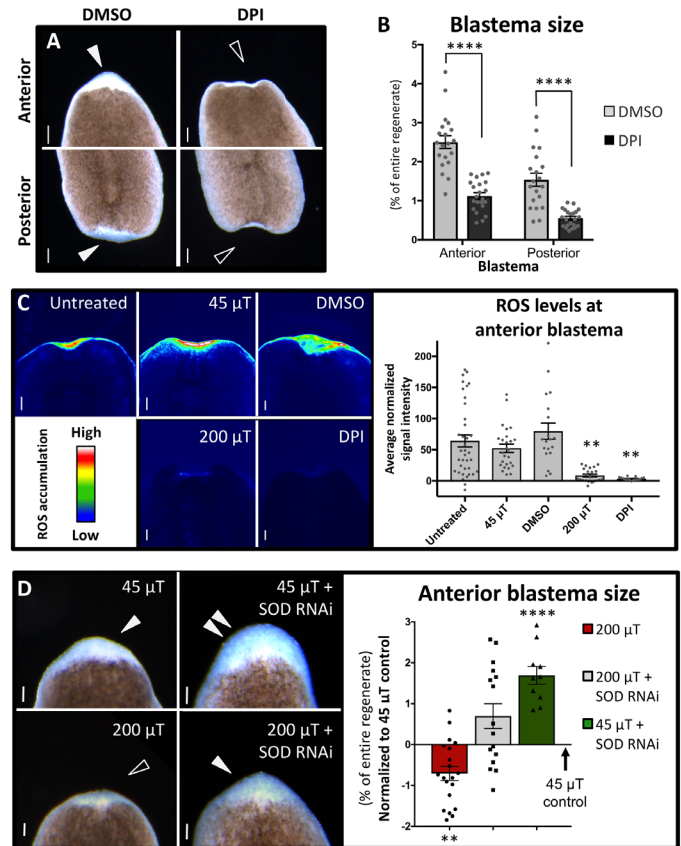 DMSO
DPI
A
Anterior
Posterior
B
Blastema size
(% of entire regenerate)
5
4
3
2
1
0
****
****
DMSO
DPI
Anterior
Posterior
Blastema
C
Untreated
45 μT
DMSO
200 μT
DPI
ROS accumulation
High
Low
ROS levels at
anterior blastema
Average normalized
signal intensity
200
150
100
50
0
**
**
Untreated
45 μT
DMSO
200 μT
DPI
D
45 μT
45 μT +
SOD RNAi
200 μT
200 μT +
SOD RNAi
Anterior blastema size
(% of entire regenerate)
Normalized to 45 μT control
3
2
1
0
-1
-2
****
**
200 μT
200 μT +
SOD RNAi
45 μT +
SOD RNAi
45 μT
control